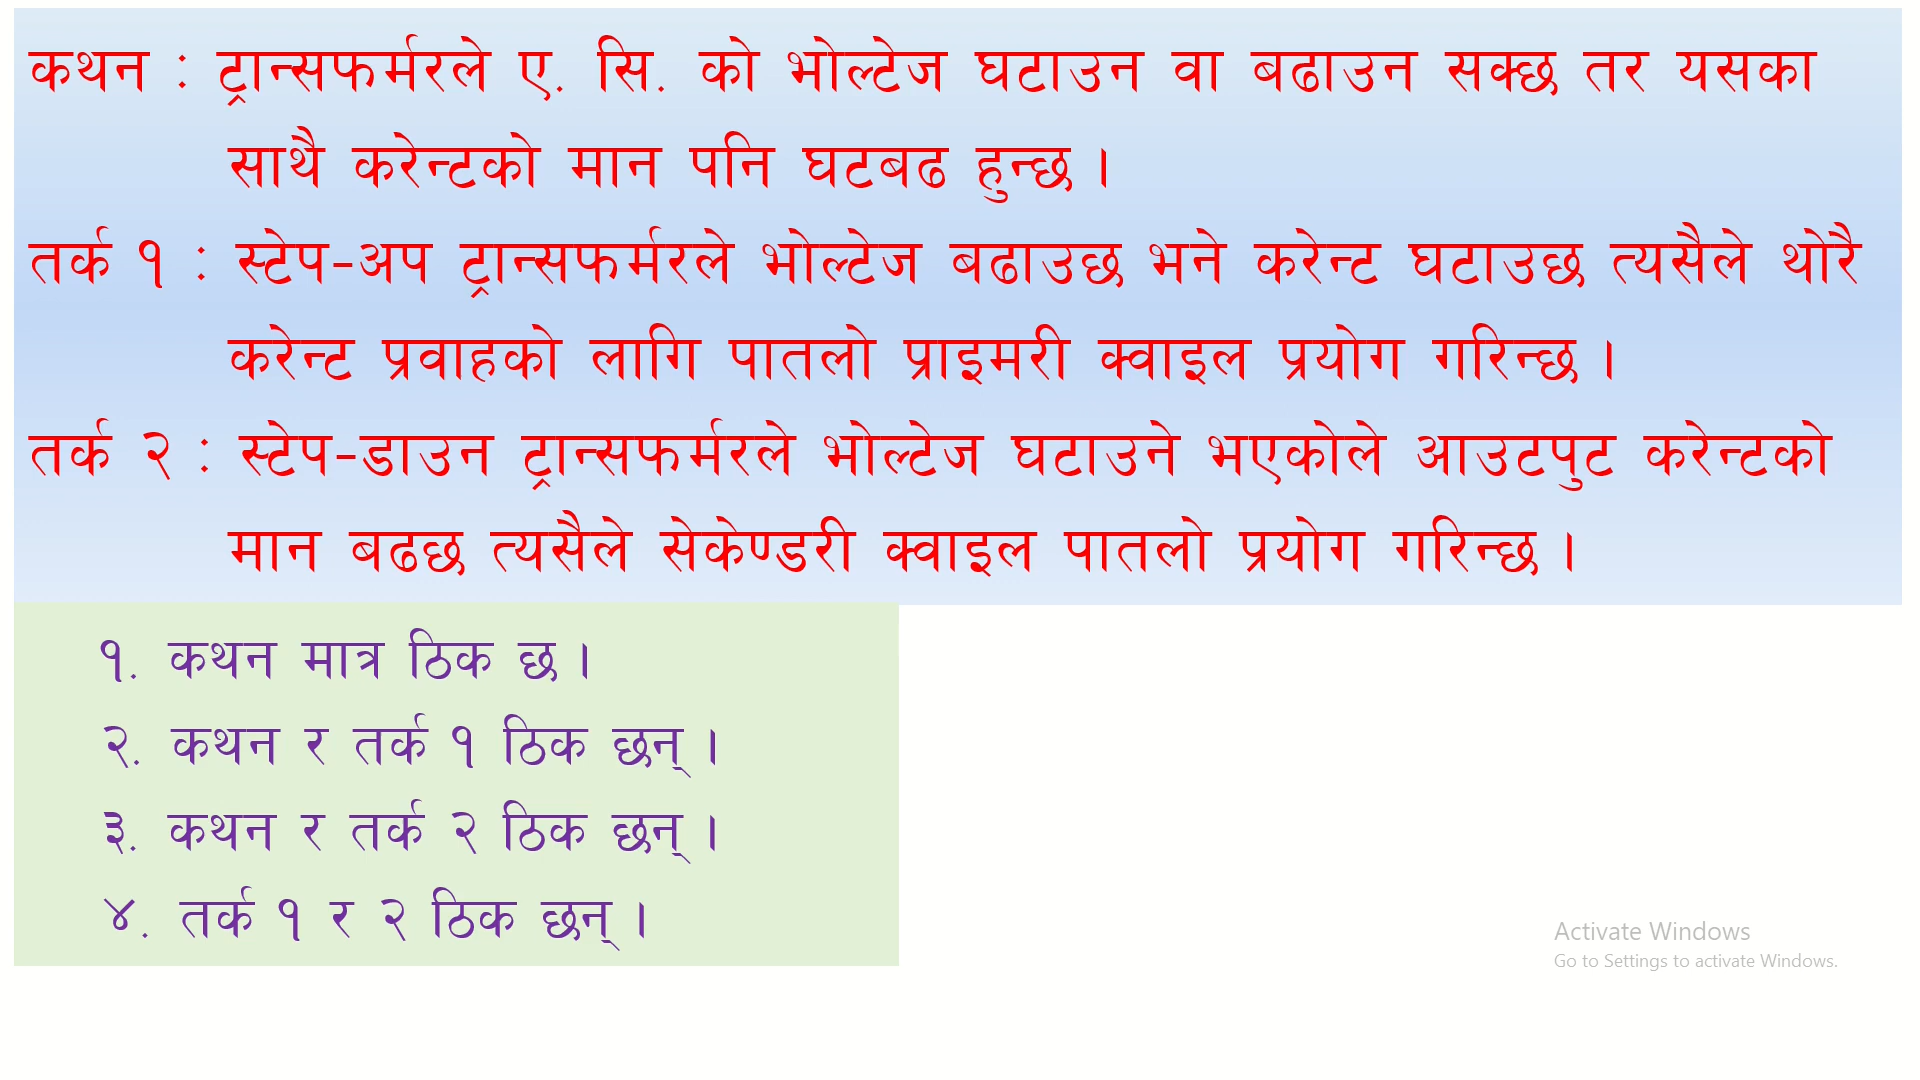 कथन : ट्रान्सफर्मरले ए. सि. को भोल्टेज घटाउन वा बढाउन सक्छ तर यसका
साथै करेन्टको मान पनि घटबढ हुन्छ ।
तर्क १ : स्टेप-अप ट्रान्सफर्मरले भोल्टेज बढाउछ भने करेन्ट घटाउछ त्यसैले थोरै
करेन्ट प्रवाहको लागि पातलो प्राइमरी क्वाइल प्रयोग गरिन्छ ।
तर्क २ : स्टेप-डाउन ट्रान्सफर्मरले भोल्टेज घटाउने भएकोले आउटपुट करेन्टको
मान बढछ त्यसैले सेकेण्डरी क्वाइल पातलो प्रयोग गरिन्छ ।
१. कथन मात्र ठिक छ ।
२. कथन र तर्क १ ठिक छन् ।
३. कथन र तर्क २ ठिक छन् ।
४. तर्क १ र २ ठिक छन् ।
Activate Windows
Go to Settings to activate Windows.